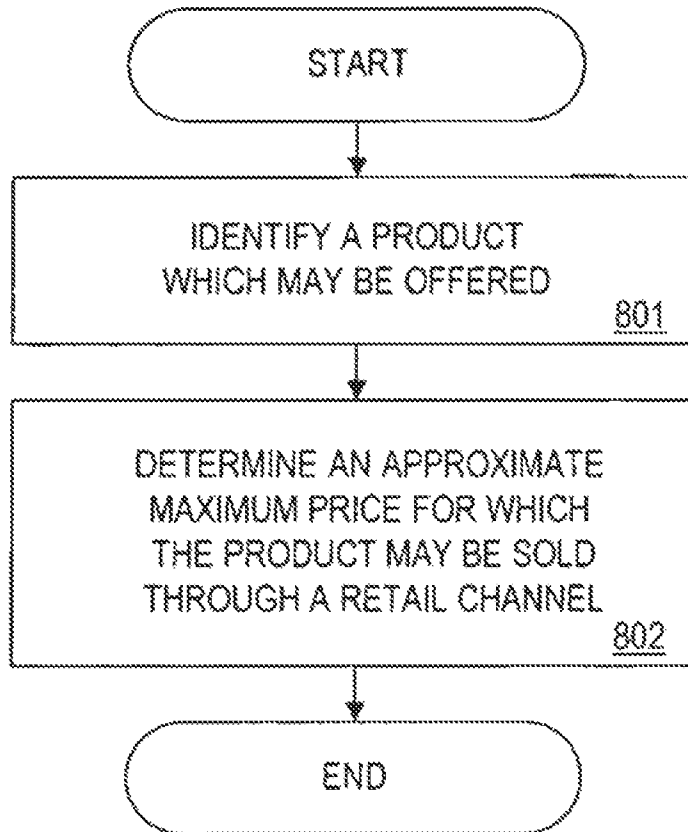 START
IDENTIFY A PRODUCT
WHICH MAY BE OFFERED
801
DETERMINE AN APPROXIMATE
MAXIMUM PRICE FOR WHICH
THE PRODUCT MAY BE SOLD
THROUGH A RETAIL CHANNEL
802
END